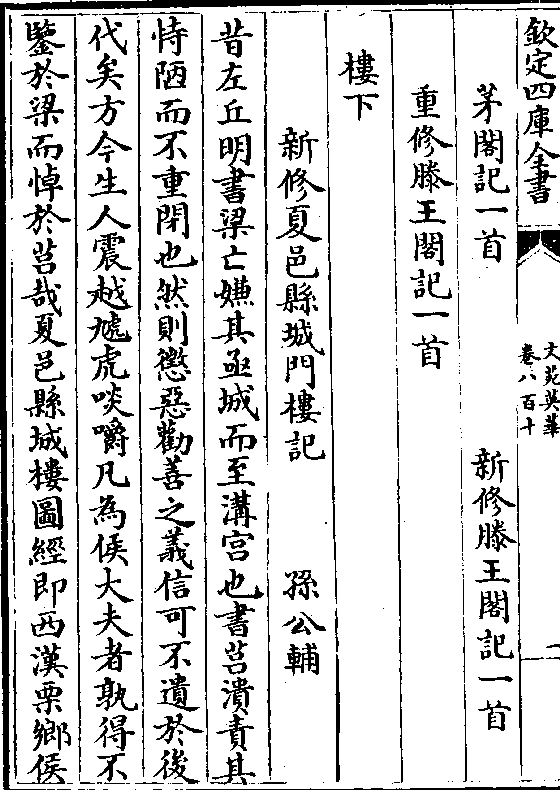 欽定四庫全書
文苑英華
卷八百十
一
茅閣記一首
新修滕王閣記一首
重修滕王閣記一首
樓下
新修夏邑縣城門樓記
孫公輔
昔左丘明書梁亡嫌其亟城而至溝宫也書莒潰責其
恃陋而不重閉也然則懲惡勸善之義信可不遺於後
代矣方今生人震越虓虎啖嚼凡為侯大夫者孰得不
鑒於梁而悼於莒哉夏邑縣城樓圖經即西漢栗鄉侯